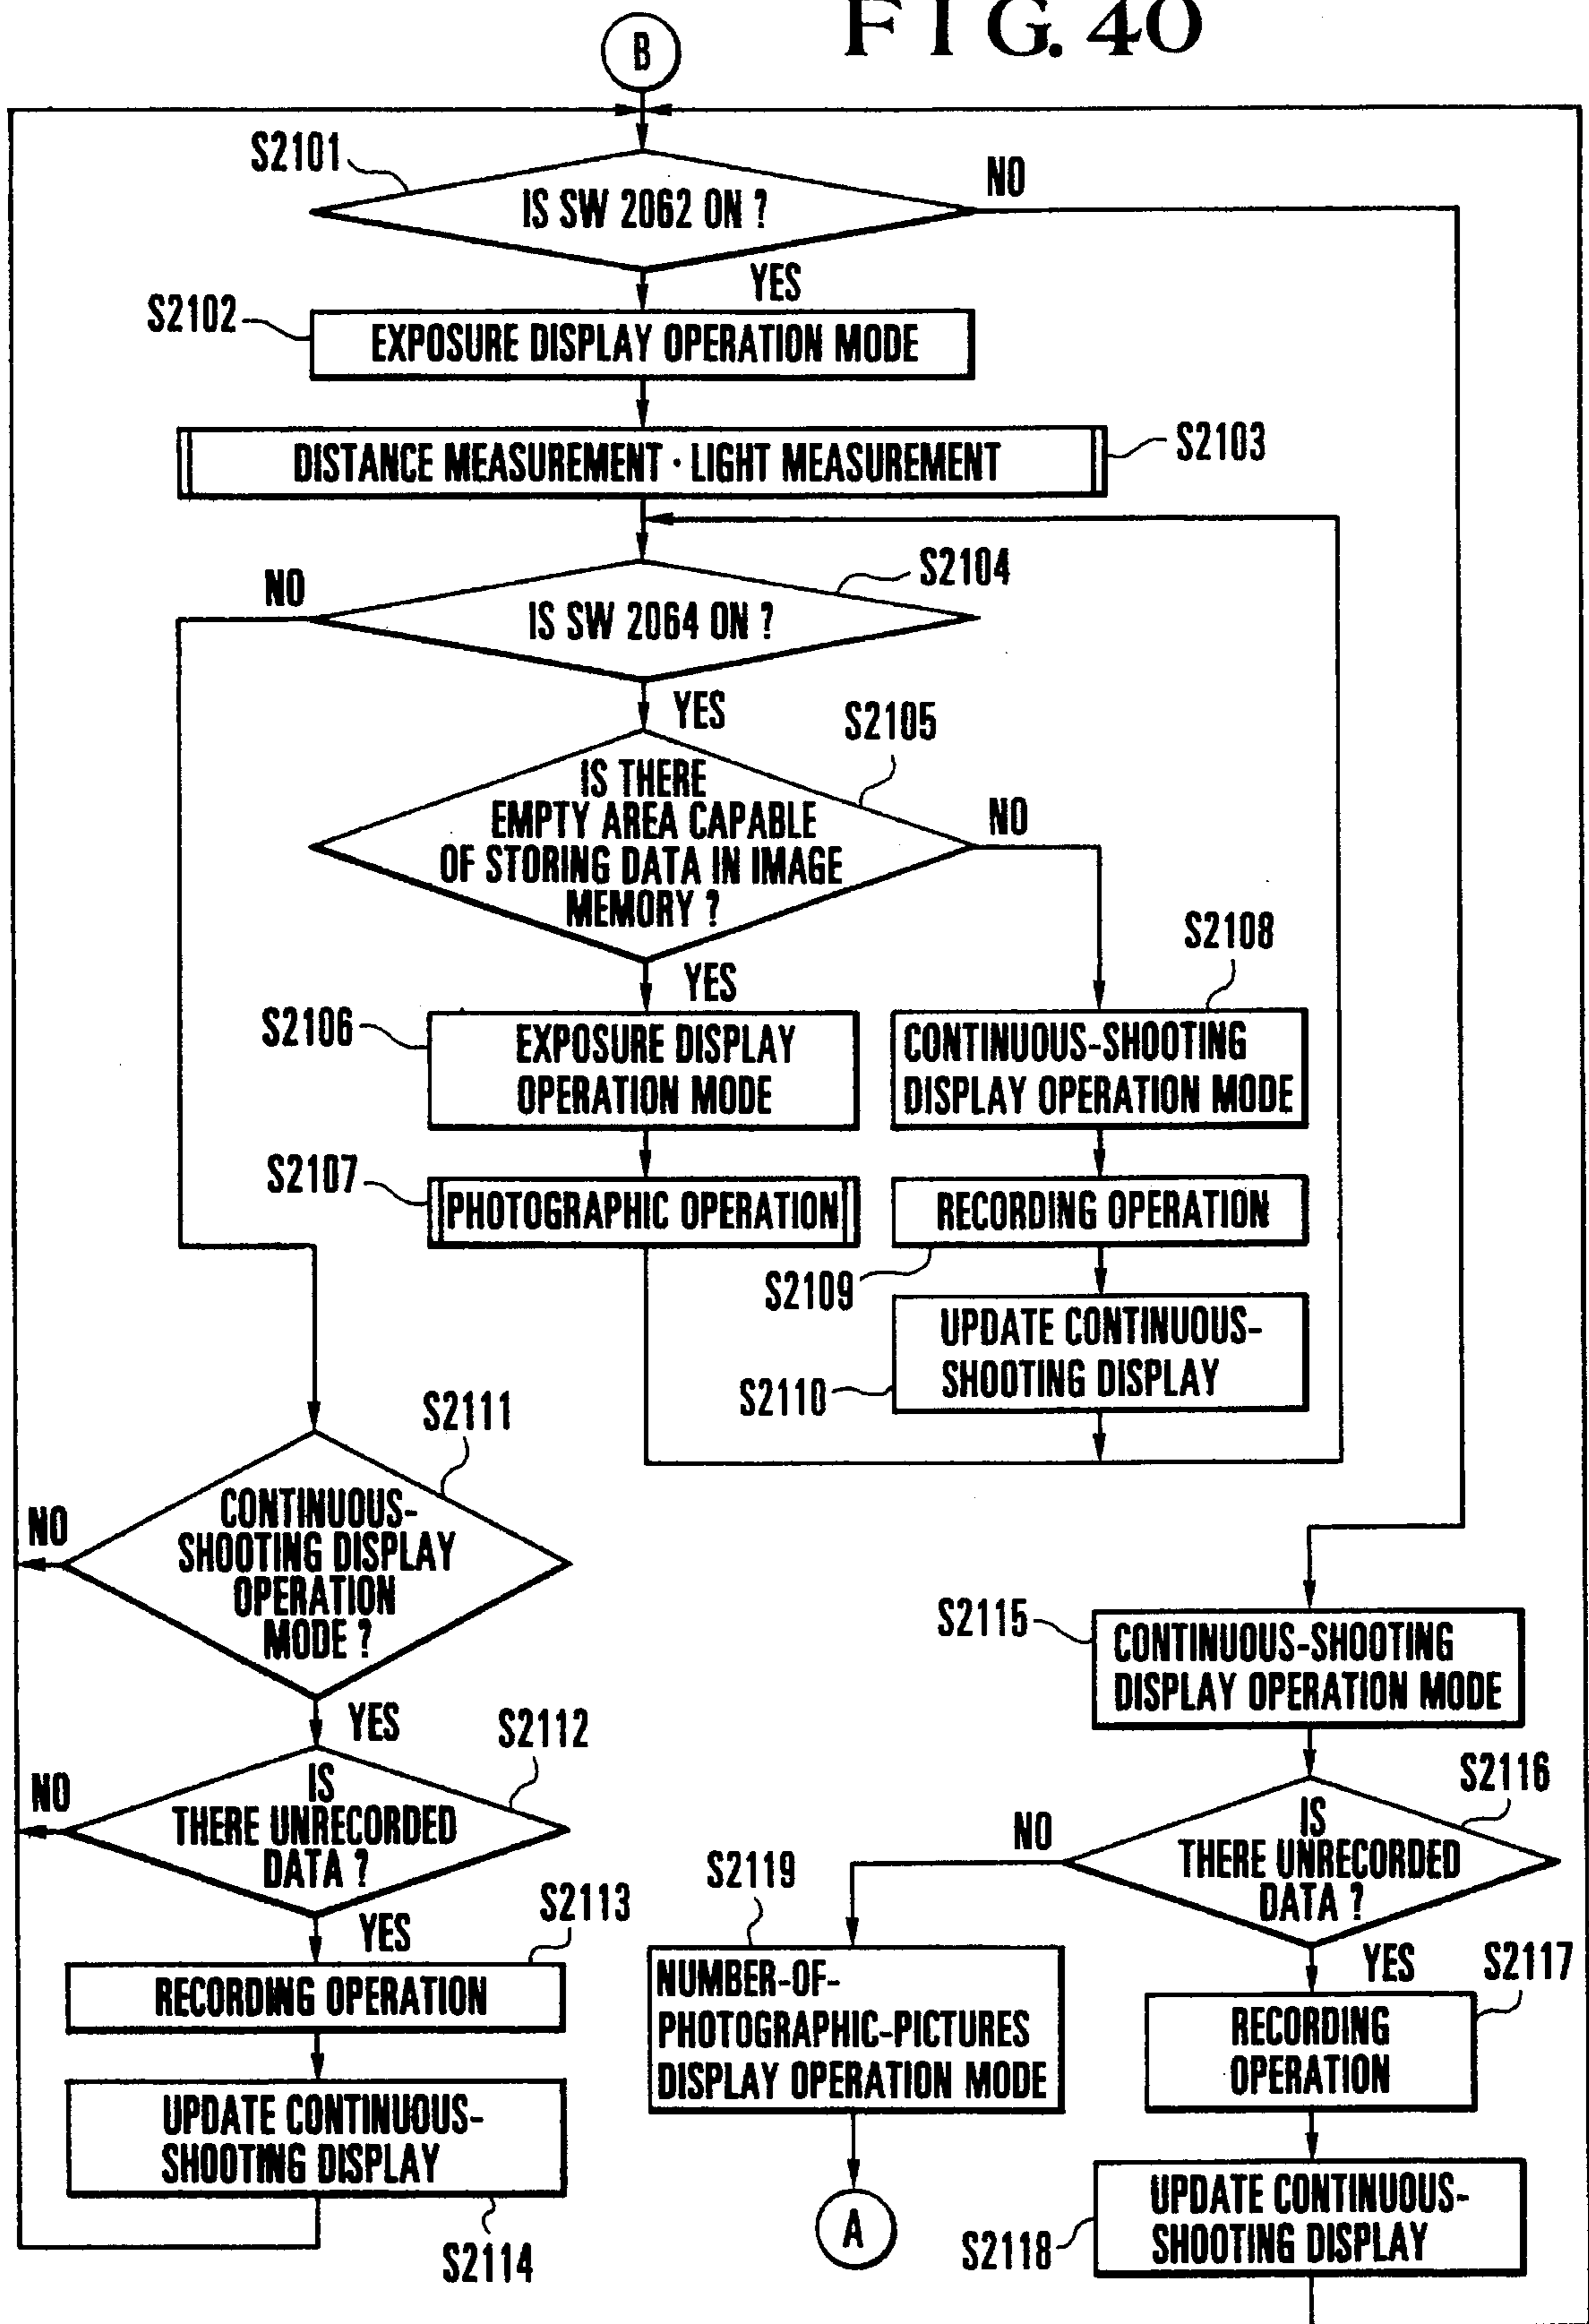 FIG. 40
B
S2101
IS SW 2062 ON ?
NO
YES
S2102
EXPOSURE DISPLAY OPERATION MODE
DISTANCE MEASUREMENT · LIGHT MEASUREMENT
S2103
S2104
NO
IS SW 2064 ON ?
YES
S2105
IS THERE
EMPTY AREA CAPABLE
OF STORING DATA IN IMAGE
MEMORY ?
NO
YES
S2106
EXPOSURE DISPLAY
OPERATION MODE
S2108
CONTINUOUS-SHOOTING
DISPLAY OPERATION MODE
S2107
PHOTOGRAPHIC OPERATION
RECORDING OPERATION
S2109
UPDATE CONTINUOUS-
SHOOTING DISPLAY
S2110
S2111
CONTINUOUS-
SHOOTING DISPLAY
OPERATION
MODE ?
NO
YES
S2112
IS
THERE UNRECORDED
DATA ?
NO
YES
S2113
RECORDING OPERATION
UPDATE CONTINUOUS-
SHOOTING DISPLAY
S2114
S2115
CONTINUOUS-SHOOTING
DISPLAY OPERATION MODE
S2116
IS
THERE UNRECORDED
DATA ?
NO
YES
S2119
NUMBER-OF-
PHOTOGRAPHIC-PICTURES
DISPLAY OPERATION MODE
A
S2117
RECORDING
OPERATION
S2118
UPDATE CONTINUOUS-
SHOOTING DISPLAY